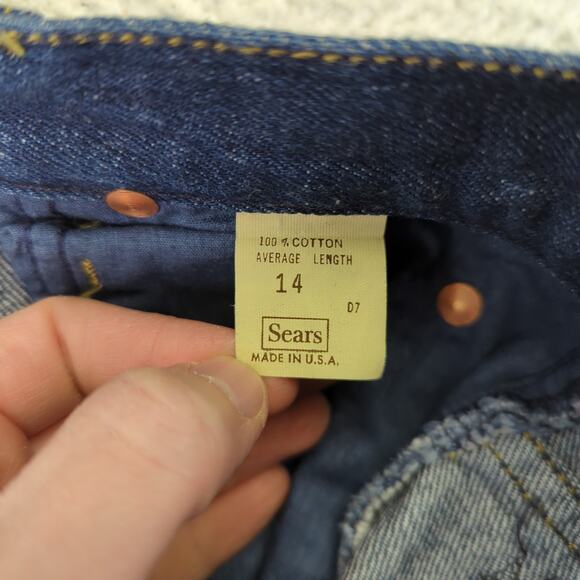 100 % COTTON
AVERAGE LENGTH
14
D7
Sears
MADE IN U.S.A.